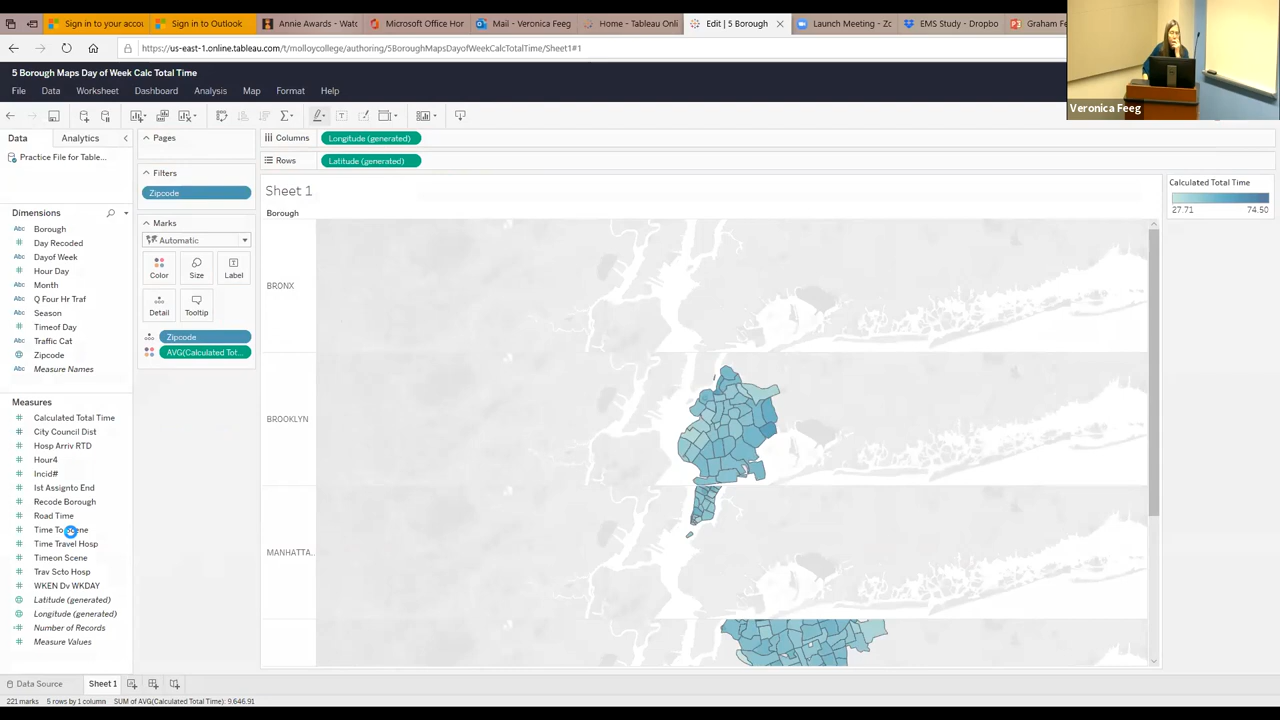 Sign in to your accou
Sign in to Outlook
Annie Awards - Watc
Microsoft Office Hor
Mail - Veronica Feeg
Home - Tableau Onli
Edit | 5 Borough
Launch Meeting - Zo
EMS Study - Dropbo
Graham Fe
https://us-east-1.online.tableau.com/t/molloycollege/authoring/5BoroughMapsDayofWeekCalcTotalTime/Sheet1#1
Veronica Feeg
5 Borough Maps Day of Week Calc Total Time
File Data Worksheet Dashboard Analysis Map Format Help
Data Analytics
Practice File for Table...
Dimensions
Borough
Day Recoded
Dayof Week
Hour Day
Month
Q Four Hr Traf
Season
Timeof Day
Traffic Cat
Zipcode
Measure Names
Measures
Calculated Total Time
City Council Dist
Hosp Arriv RTD
Hour4
Incid#
Ist Assignto End
Recode Borough
Road Time
Time To Scene
Time Travel Hosp
Timeon Scene
Trav Scto Hosp
WKEN Dv WKDAY
Latitude (generated)
Longitude (generated)
Number of Records
Measure Values
Pages
Filters
Zipcode
Marks
Automatic
Color Size Label
Detail Tooltip
Zipcode
AVG(Calculated Tot...
Columns Longitude (generated)
Rows Latitude (generated)
Sheet 1
Borough
BRONX
BROOKLYN
MANHATTA..
Calculated Total Time
27.71 74.50
Data Source Sheet 1
221 marks 5 rows by 1 column SUM of AVG(Calculated Total Time): 9,646.91